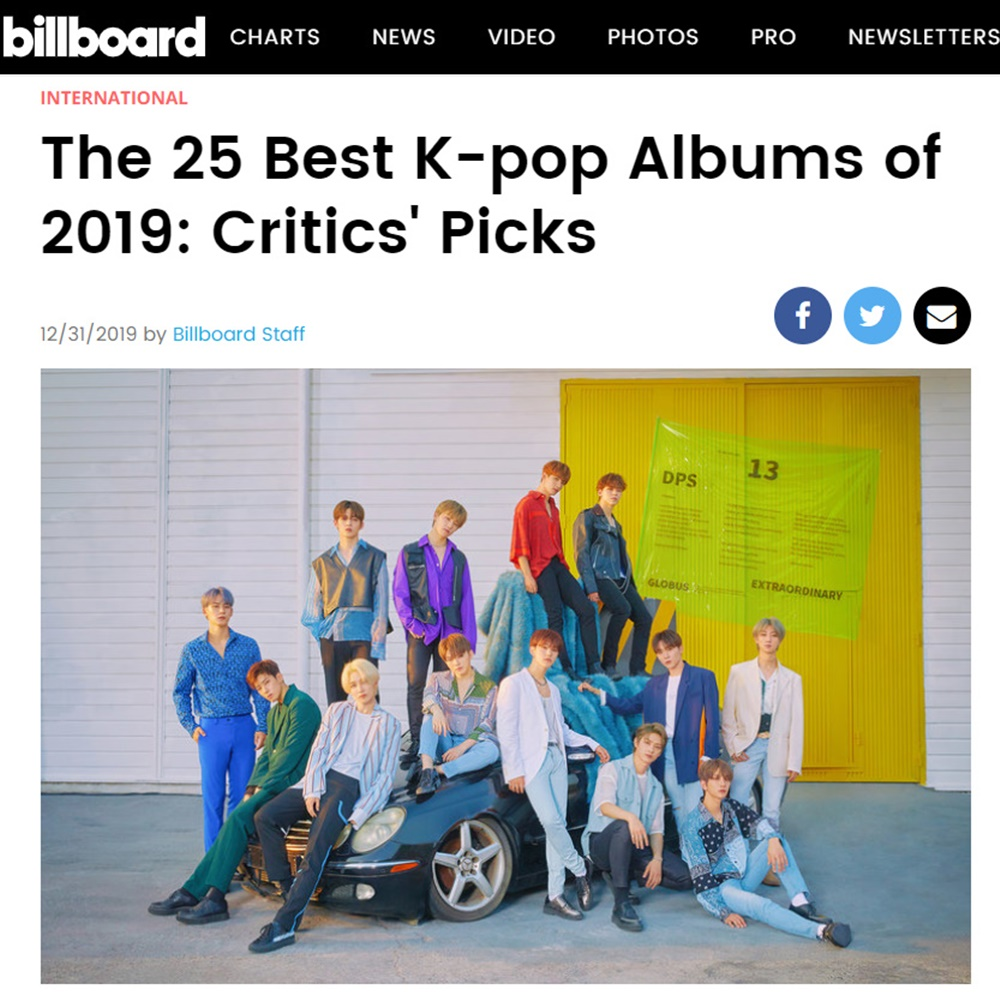 billboard CHARTS NEWS VIDEO PHOTOS PRO NEWSLETTERS
INTERNATIONAL
The 25 Best K-pop Albums of
2019: Critics' Picks
12/31/2019 by Billboard Staff
f
DPS 13
GLOBUS EXTRAORDINARY